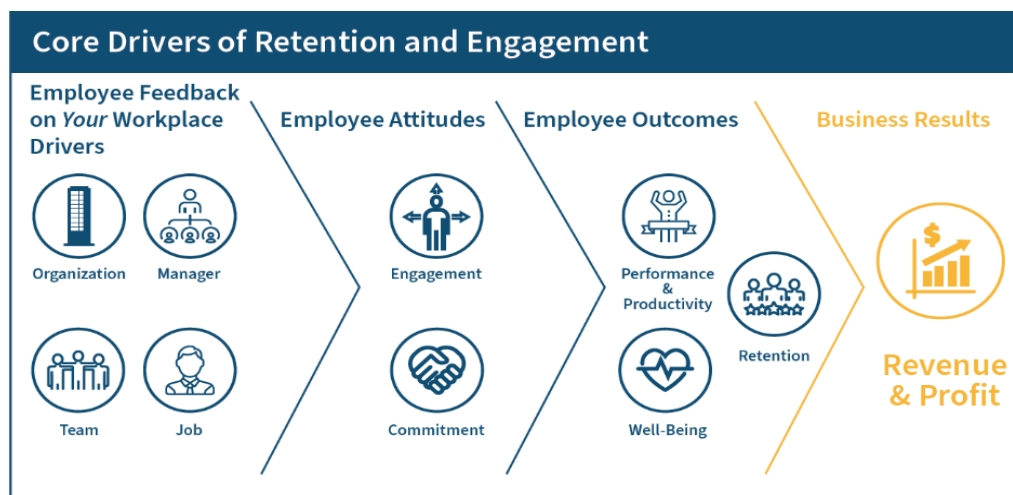 Core Drivers of Retention and Engagement
Employee Feedback
on Your Workplace
Drivers
Organization
Manager
Team
Job
Employee Attitudes
Engagement
Commitment
Employee Outcomes
Performance
&
Productivity
Retention
Well-Being
Business Results
$
Revenue
& Profit